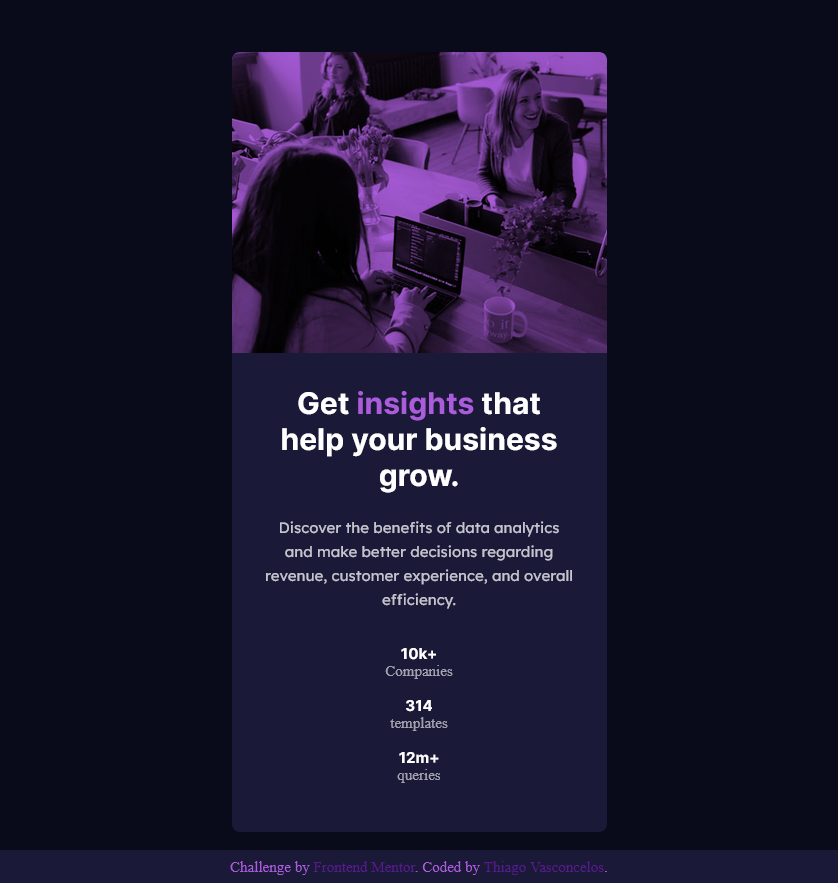 Get insights that
help your business
grow.
Discover the benefits of data analytics
and make better decisions regarding
revenue, customer experience, and overall
efficiency.
10k+
Companies
314
templates
12m+
queries
Challenge by Frontend Mentor. Coded by Thiago Vasconcelos.